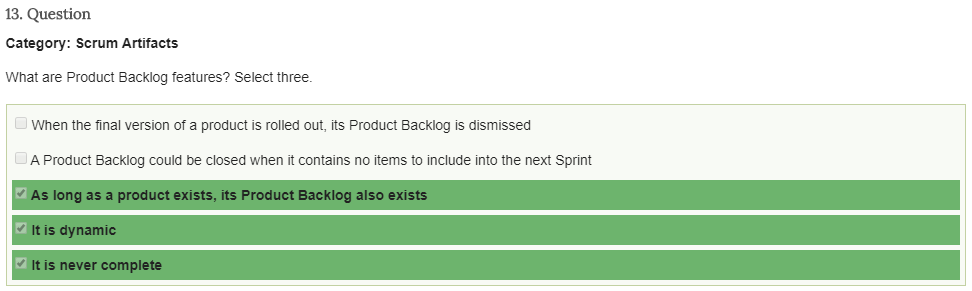 13. Question
Category: Scrum Artifacts
What are Product Backlog features? Select three.
When the final version of a product is rolled out, its Product Backlog is dismissed
A Product Backlog could be closed when it contains no items to include into the next Sprint
As long as a product exists, its Product Backlog also exists
It is dynamic
It is never complete